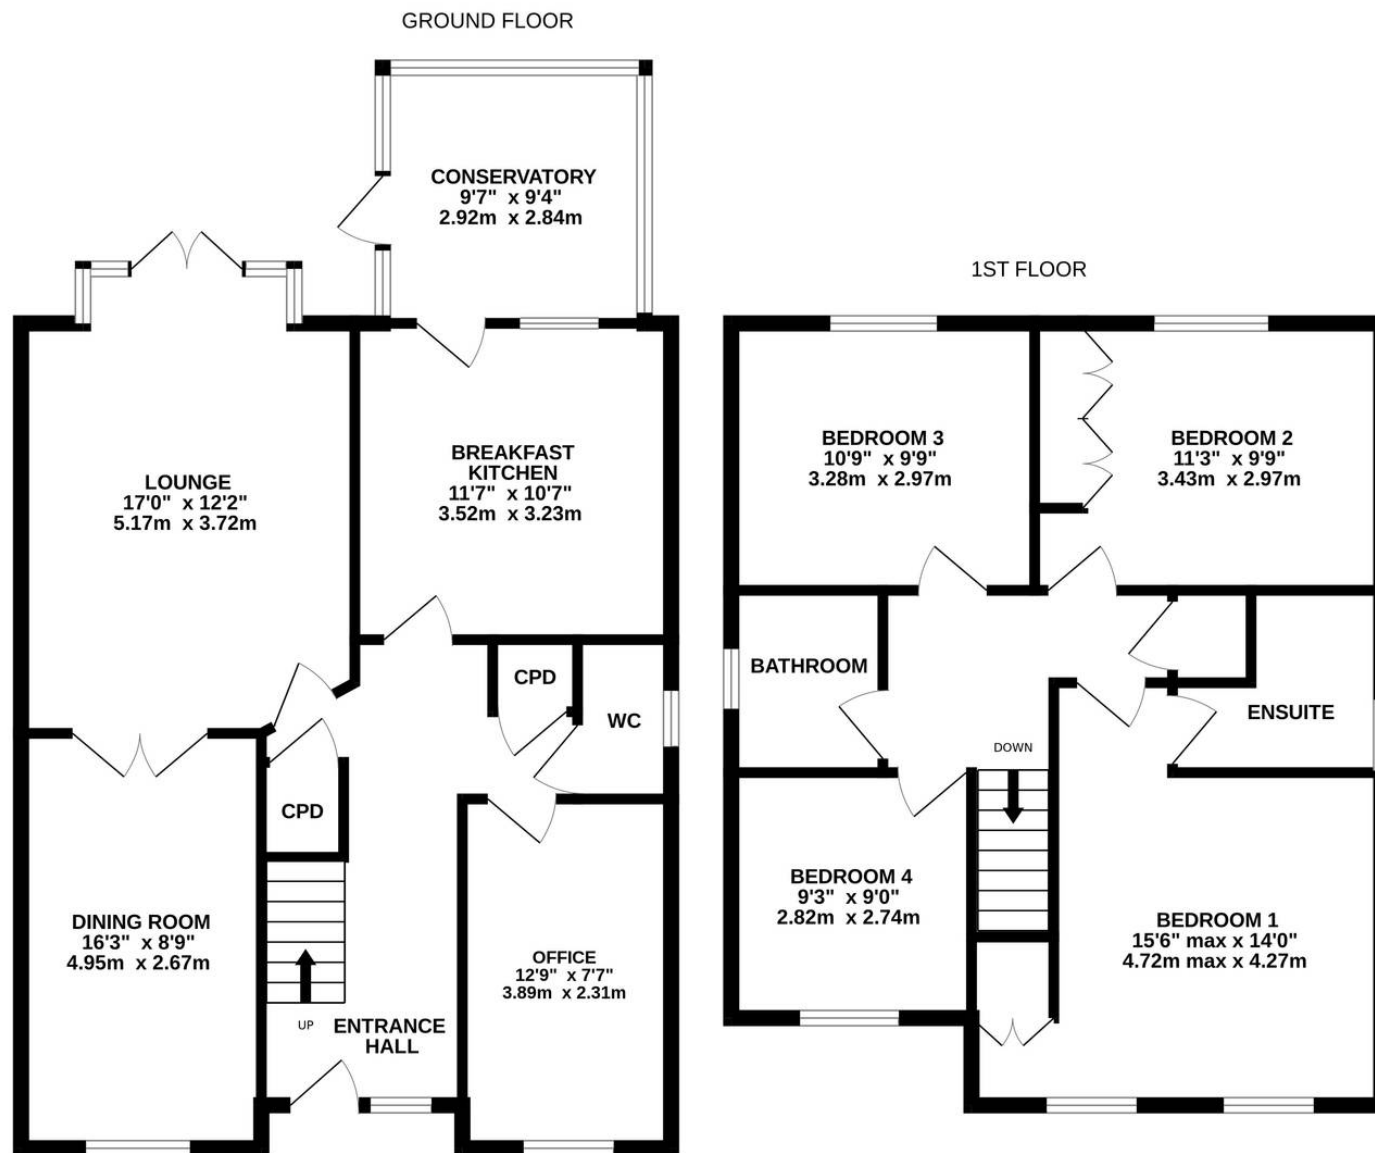 GROUND FLOOR
CONSERVATORY
9'7" x 9'4"
2.92m x 2.84m
LOUNGE
17'0" x 12'2"
5.17m x 3.72m
BREAKFAST
KITCHEN
11'7" x 10'7"
3.52m x 3.23m
CPD
WC
CPD
DINING ROOM
16'3" x 8'9"
4.95m x 2.67m
OFFICE
12'9" x 7'7"
3.89m x 2.31m
UP
ENTRANCE
HALL
1ST FLOOR
BEDROOM 3
10'9" x 9'9"
3.28m x 2.97m
BEDROOM 2
11'3" x 9'9"
3.43m x 2.97m
BATHROOM
ENSUITE
DOWN
BEDROOM 4
9'3" x 9'0"
2.82m x 2.74m
BEDROOM 1
15'6" max x 14'0"
4.72m max x 4.27m